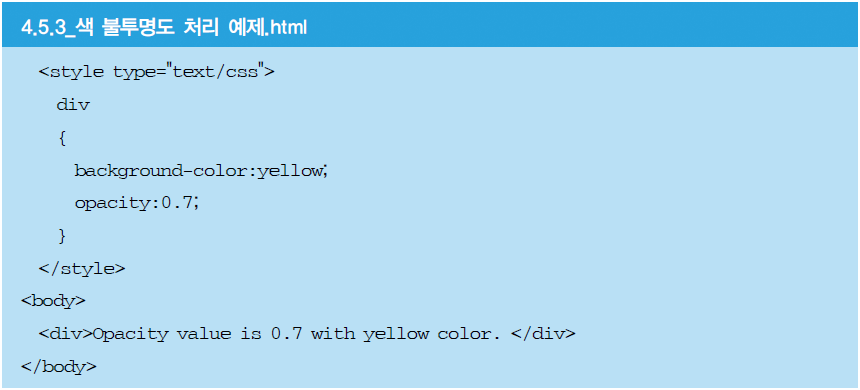 4.5.3_색 불투명도 처리 예제.html
<style type="text/css">
div
{
background-color:yellow;
opacity:0.7;
}
</style>
<body>
<div>Opacity value is 0.7 with yellow color. </div>
</body>